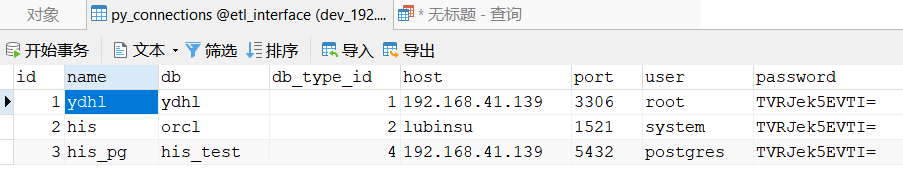 对象 py_connections @etl_interface (dev_192.... * 无标题 - 查询
开始事务 文本 筛选 排序 导入 导出
id name db db_type_id host port user password
1 ydhl ydhl 1 192.168.41.139 3306 root TVRJek5EVTI=
2 his orcl 2 lubinsu 1521 system TVRJek5EVTI=
3 his_pg his_test 4 192.168.41.139 5432 postgres TVRJek5EVTI=